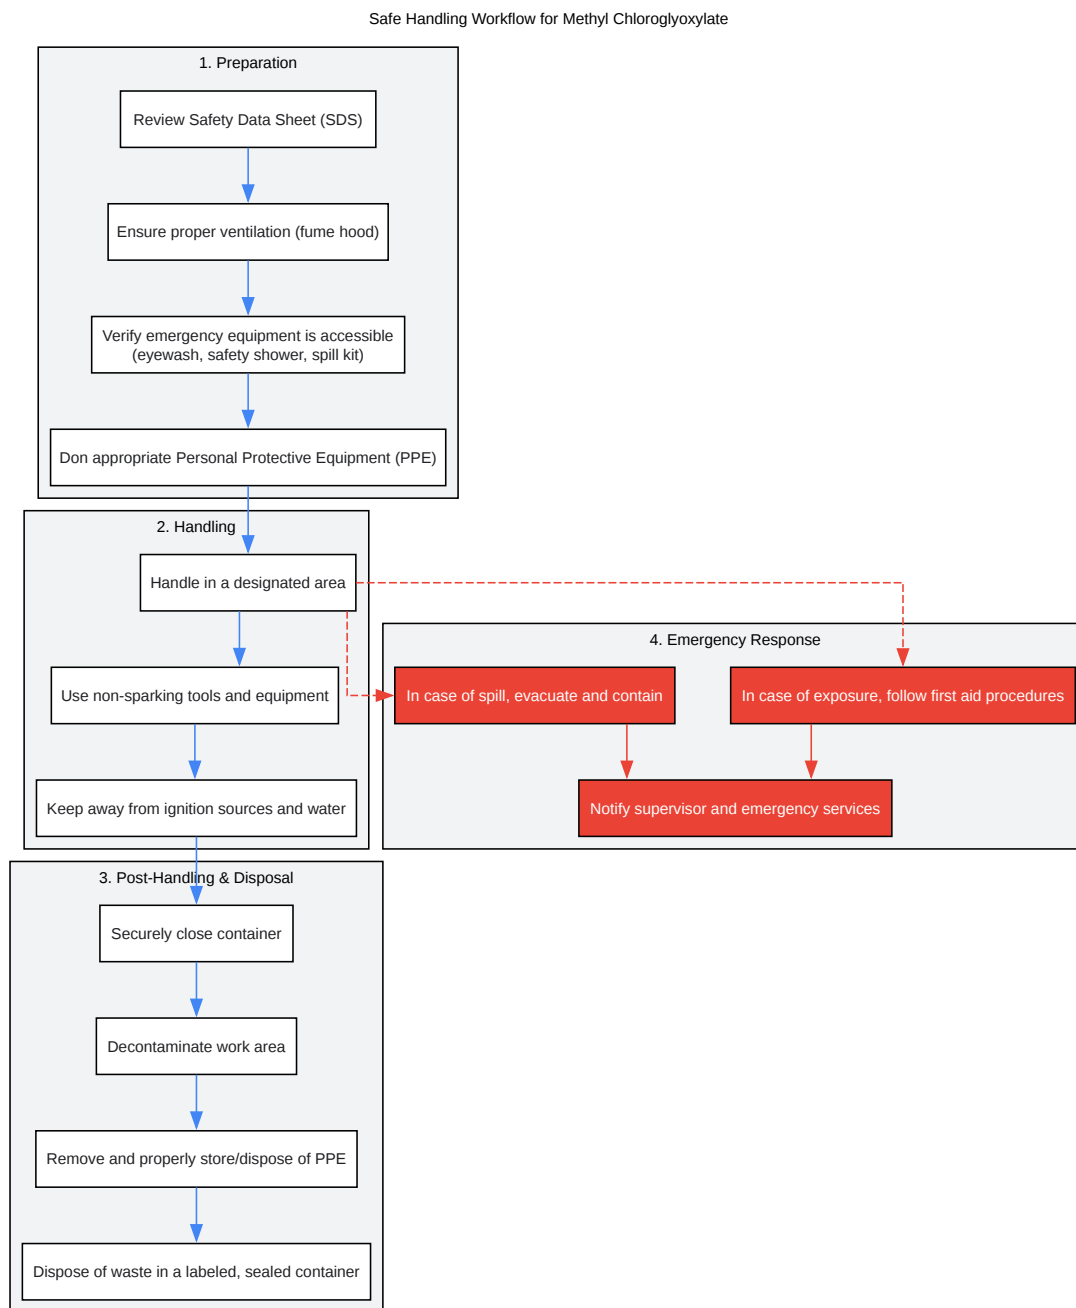 Safe Handling Workflow for Methyl Chloroglyoxylate
1. Preparation
Review Safety Data Sheet (SDS)
Ensure proper ventilation (fume hood)
Verify emergency equipment is accessible
(eyewash, safety shower, spill kit)
Don appropriate Personal Protective Equipment (PPE)
2. Handling
Handle in a designated area
Use non-sparking tools and equipment
Keep away from ignition sources and water
4. Emergency Response
In case of spill, evacuate and contain
In case of exposure, follow first aid procedures
Notify supervisor and emergency services
3. Post-Handling & Disposal
Securely close container
Decontaminate work area
Remove and properly store/dispose of PPE
Dispose of waste in a labeled, sealed container